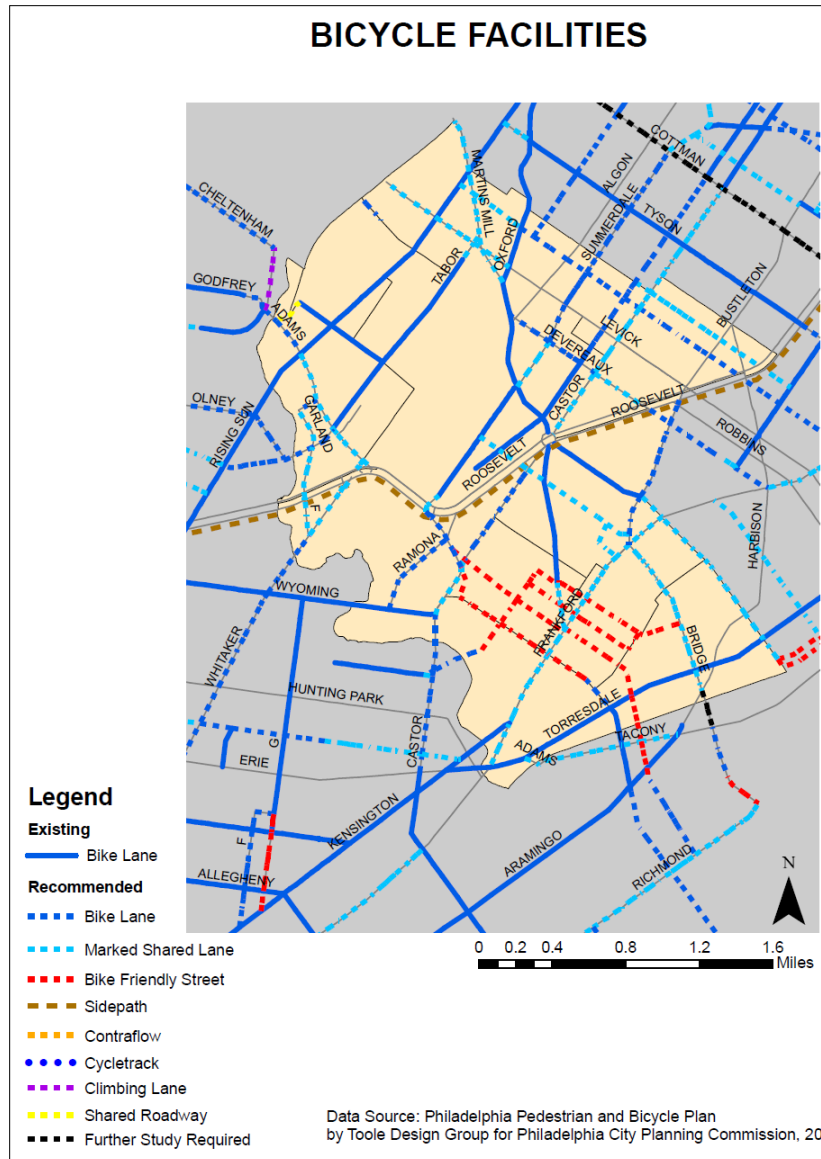 BICYCLE FACILITIES
COTTMAN
MARTINS MILL
ALGON
CHELTENHAM
SUMMERDALE
TYSON
OXFORD
TABOR
GODFREY
BUSTLETON
ADAMS
LEVICK
DEVEREAUX
CASTOR
ROOSEVELT
OLNEY
GARLAND
RISING SUN
ROBBINS
ROOSEVELT
F
HARBISON
RAMONA
WYOMING
FRANKFORD
BRIDGE
WHITAKER
HUNTING PARK
TORRESDALE
CASTOR
TACONY
G
ADAMS
ERIE
KENSINGTON
F
ARAMINGO
RICHMOND
ALLEGHENY
N
0 0.2 0.4 0.8 1.2 1.6
Miles
Legend
Existing
Bike Lane
Recommended
Bike Lane
Marked Shared Lane
Bike Friendly Street
Sidepath
Contraflow
Cycletrack
Climbing Lane
Shared Roadway
Further Study Required
Data Source: Philadelphia Pedestrian and Bicycle Plan
by Toole Design Group for Philadelphia City Planning Commission, 20